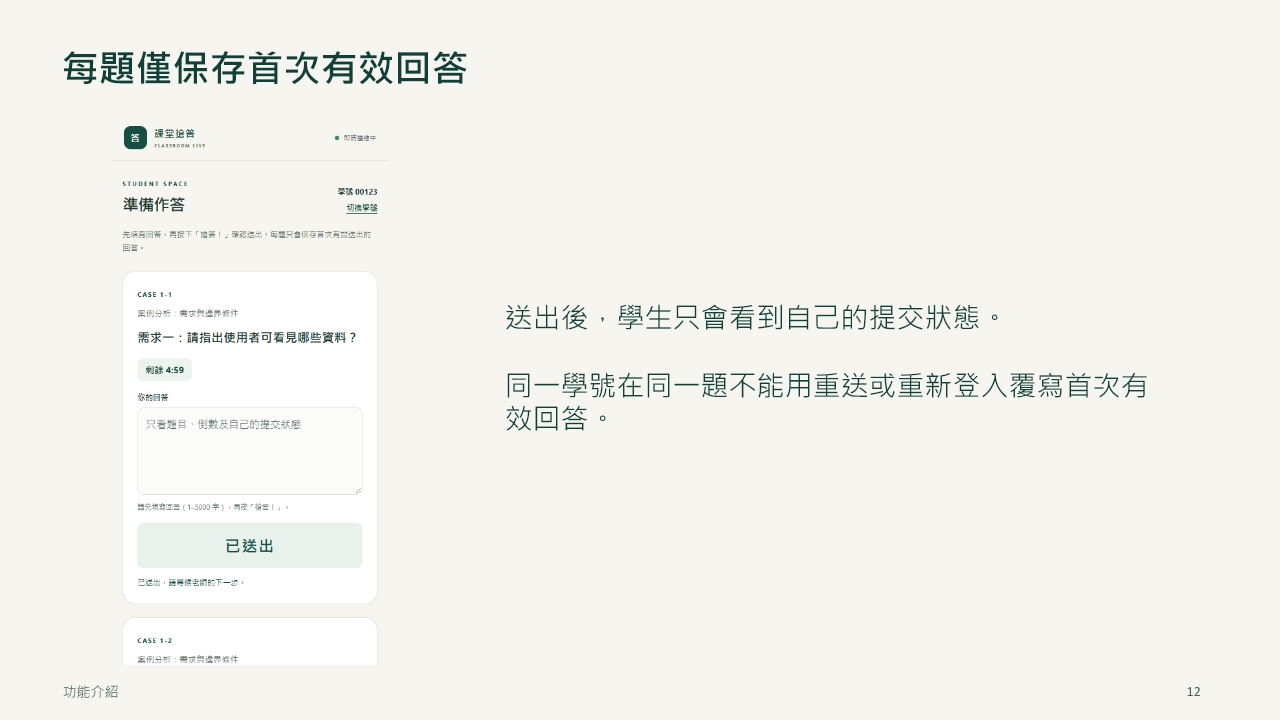 每題僅保存首次有效回答
答
課堂搶答
CLASSROOM LIVE
即時連線中
STUDENT SPACE
準備作答
學號 00123
切換學號
先填寫回答，再按下「搶答！」確認送出。每題只會保存首次有效送出的
回答。
CASE 1-1
案例分析：需求與邊界條件
需求一：請指出使用者可看見哪些資料？
剩餘 4:59
你的回答
只看題目、倒數及自己的提交狀態
請先填寫回答（1–5000 字），再按「搶答！」。
已送出
已送出，請等候老師的下一步。
CASE 1-2
案例分析：需求與邊界條件
送出後，學生只會看到自己的提交狀態。
同一學號在同一題不能用重送或重新登入覆寫首次有
效回答。
功能介紹
12